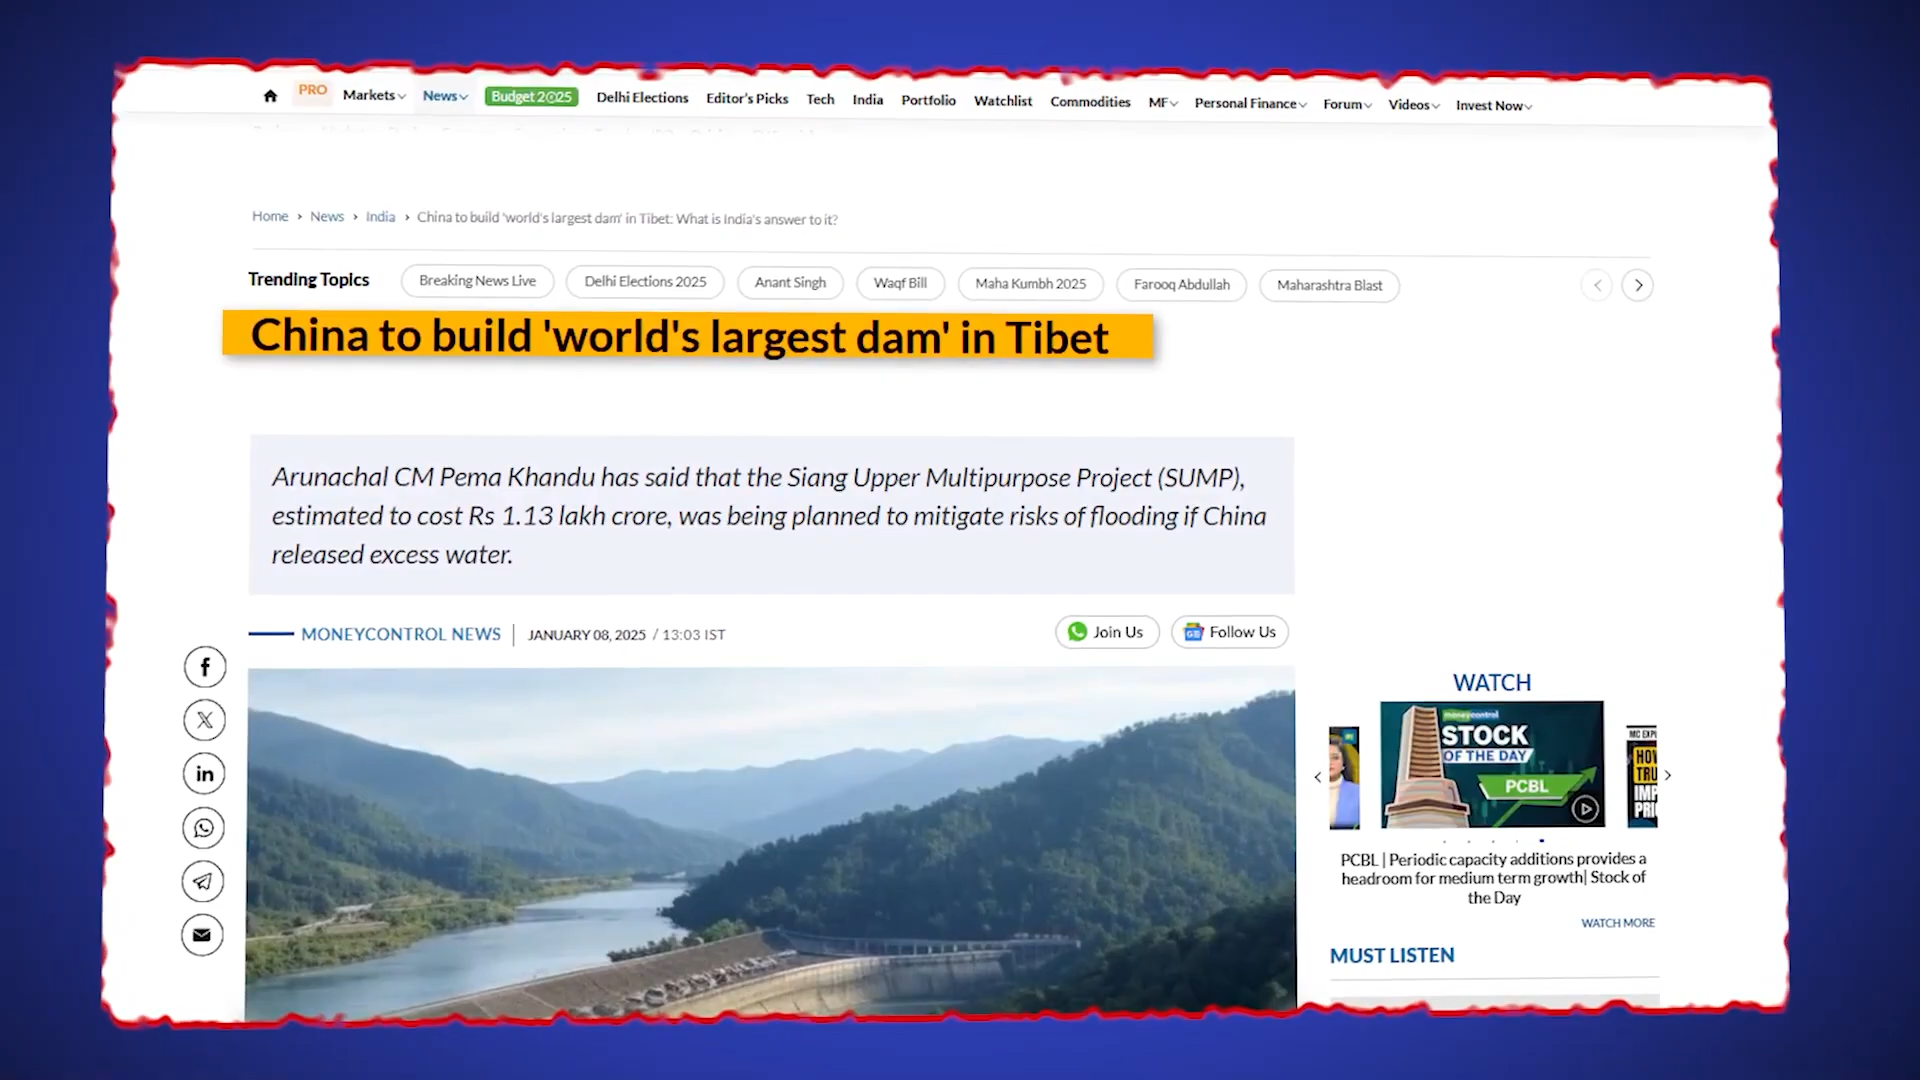 PRO Markets News Budget 2025 Delhi Elections Editor's Picks Tech India Portfolio Watchlist Commodities MF Personal Finance Forum Videos Invest Now
Home > News > India > China to build 'world's largest dam' in Tibet: What is India's answer to it?
Trending Topics Breaking News Live Delhi Elections 2025 Anant Singh Waqf Bill Maha Kumbh 2025 Farooq Abdullah Maharashtra Blast
China to build 'world's largest dam' in Tibet
Arunachal CM Pema Khandu has said that the Siang Upper Multipurpose Project (SUMP),
estimated to cost Rs 1.13 lakh crore, was being planned to mitigate risks of flooding if China
released excess water.
MONEYCONTROL NEWS | JANUARY 08, 2025 / 13:03 IST
Join Us Follow Us
WATCH
moneycontrol
STOCK
OF THE DAY
PCBL
MC EXPL
HOW
TRU
IMP
PRIC
PCBL | Periodic capacity additions provides a
headroom for medium term growth| Stock of
the Day
WATCH MORE
MUST LISTEN